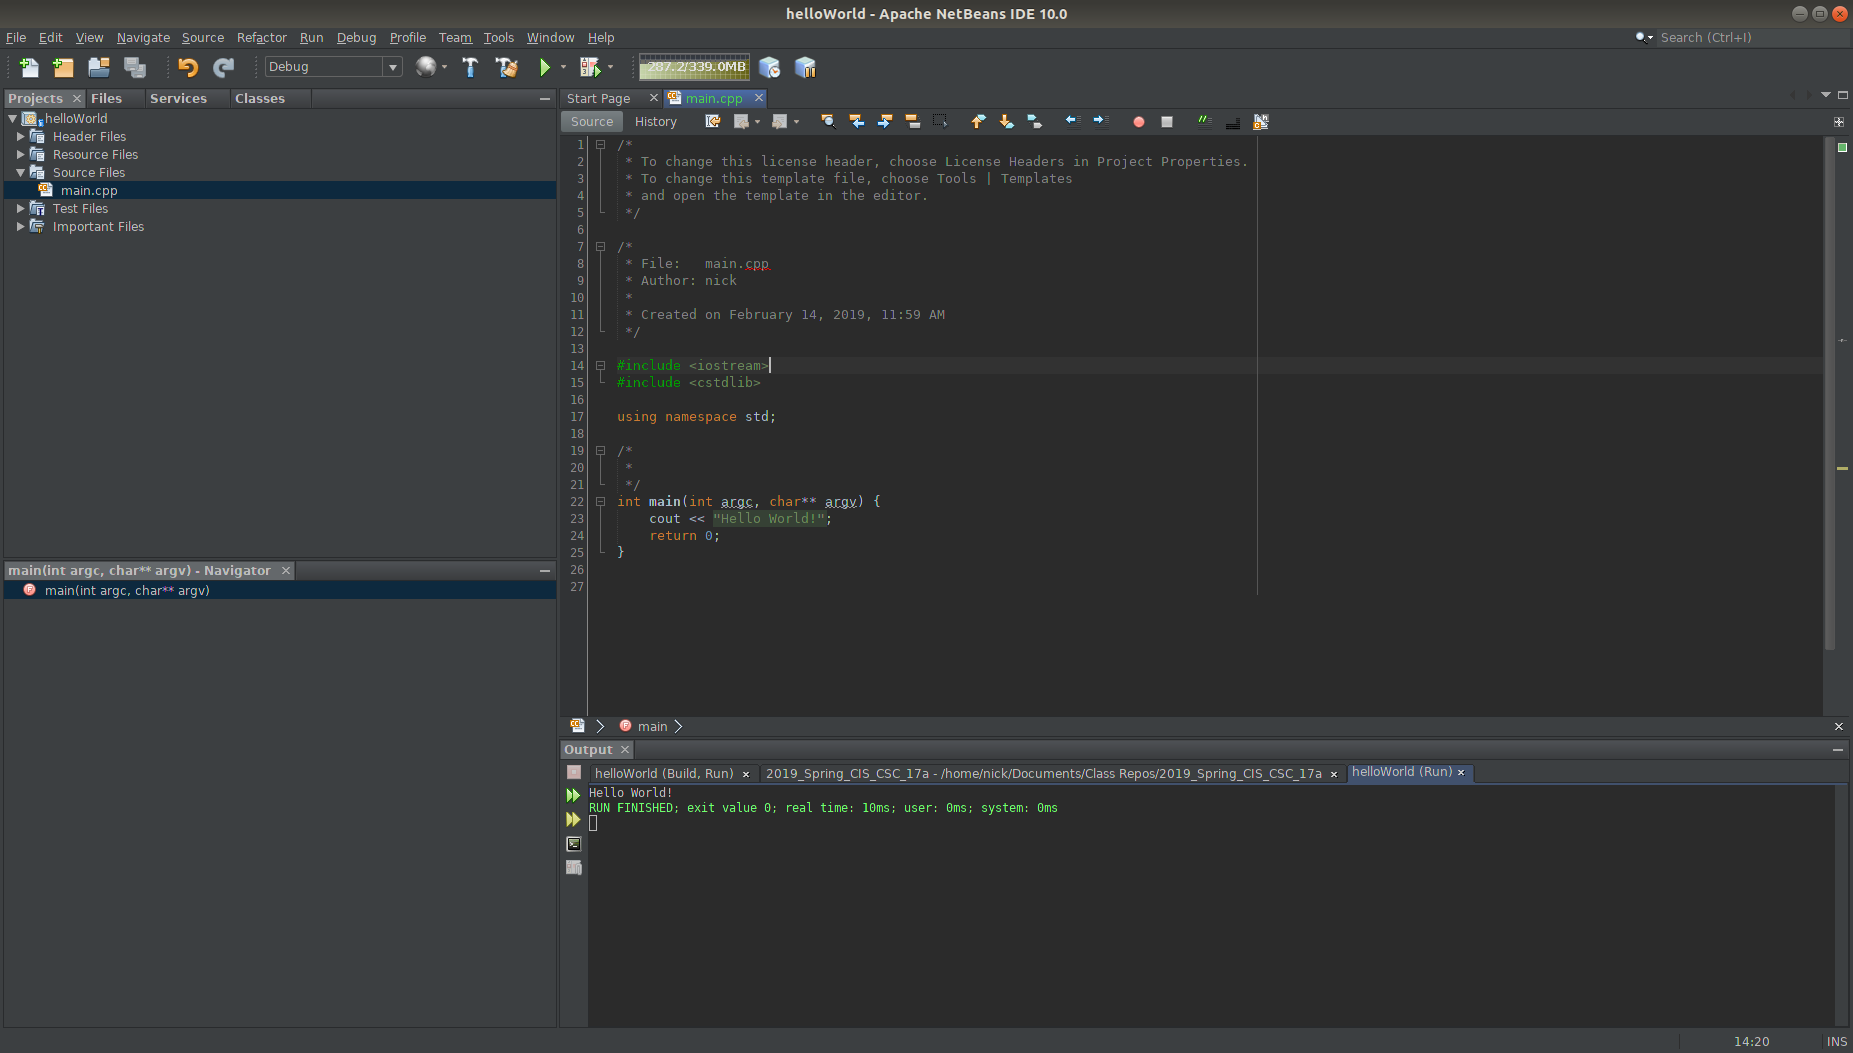 helloWorld - Apache NetBeans IDE 10.0
File Edit View Navigate Source Refactor Run Debug Profile Team Tools Window Help
Search (Ctrl+I)
Debug
287.2/339.0MB
Projects Files Services Classes
helloWorld
Header Files
Resource Files
Source Files
main.cpp
Test Files
Important Files
main(int argc, char** argv) - Navigator
main(int argc, char** argv)
Start Page main.cpp
Source History
1 /*
2  * To change this license header, choose License Headers in Project Properties.
3  * To change this template file, choose Tools | Templates
4  * and open the template in the editor.
5  */
6
7 /*
8  * File:   main.cpp
9  * Author: nick
10  *
11  * Created on February 14, 2019, 11:59 AM
12  */
13
14 #include <iostream>
15 #include <cstdlib>
16
17 using namespace std;
18
19 /*
20  *
21  */
22 int main(int argc, char** argv) {
23     cout << "Hello World!";
24     return 0;
25 }
26
27
main
Output
helloWorld (Build, Run) 2019_Spring_CIS_CSC_17a - /home/nick/Documents/Class Repos/2019_Spring_CIS_CSC_17a helloWorld (Run)
Hello World!
RUN FINISHED; exit value 0; real time: 10ms; user: 0ms; system: 0ms
14:20 INS